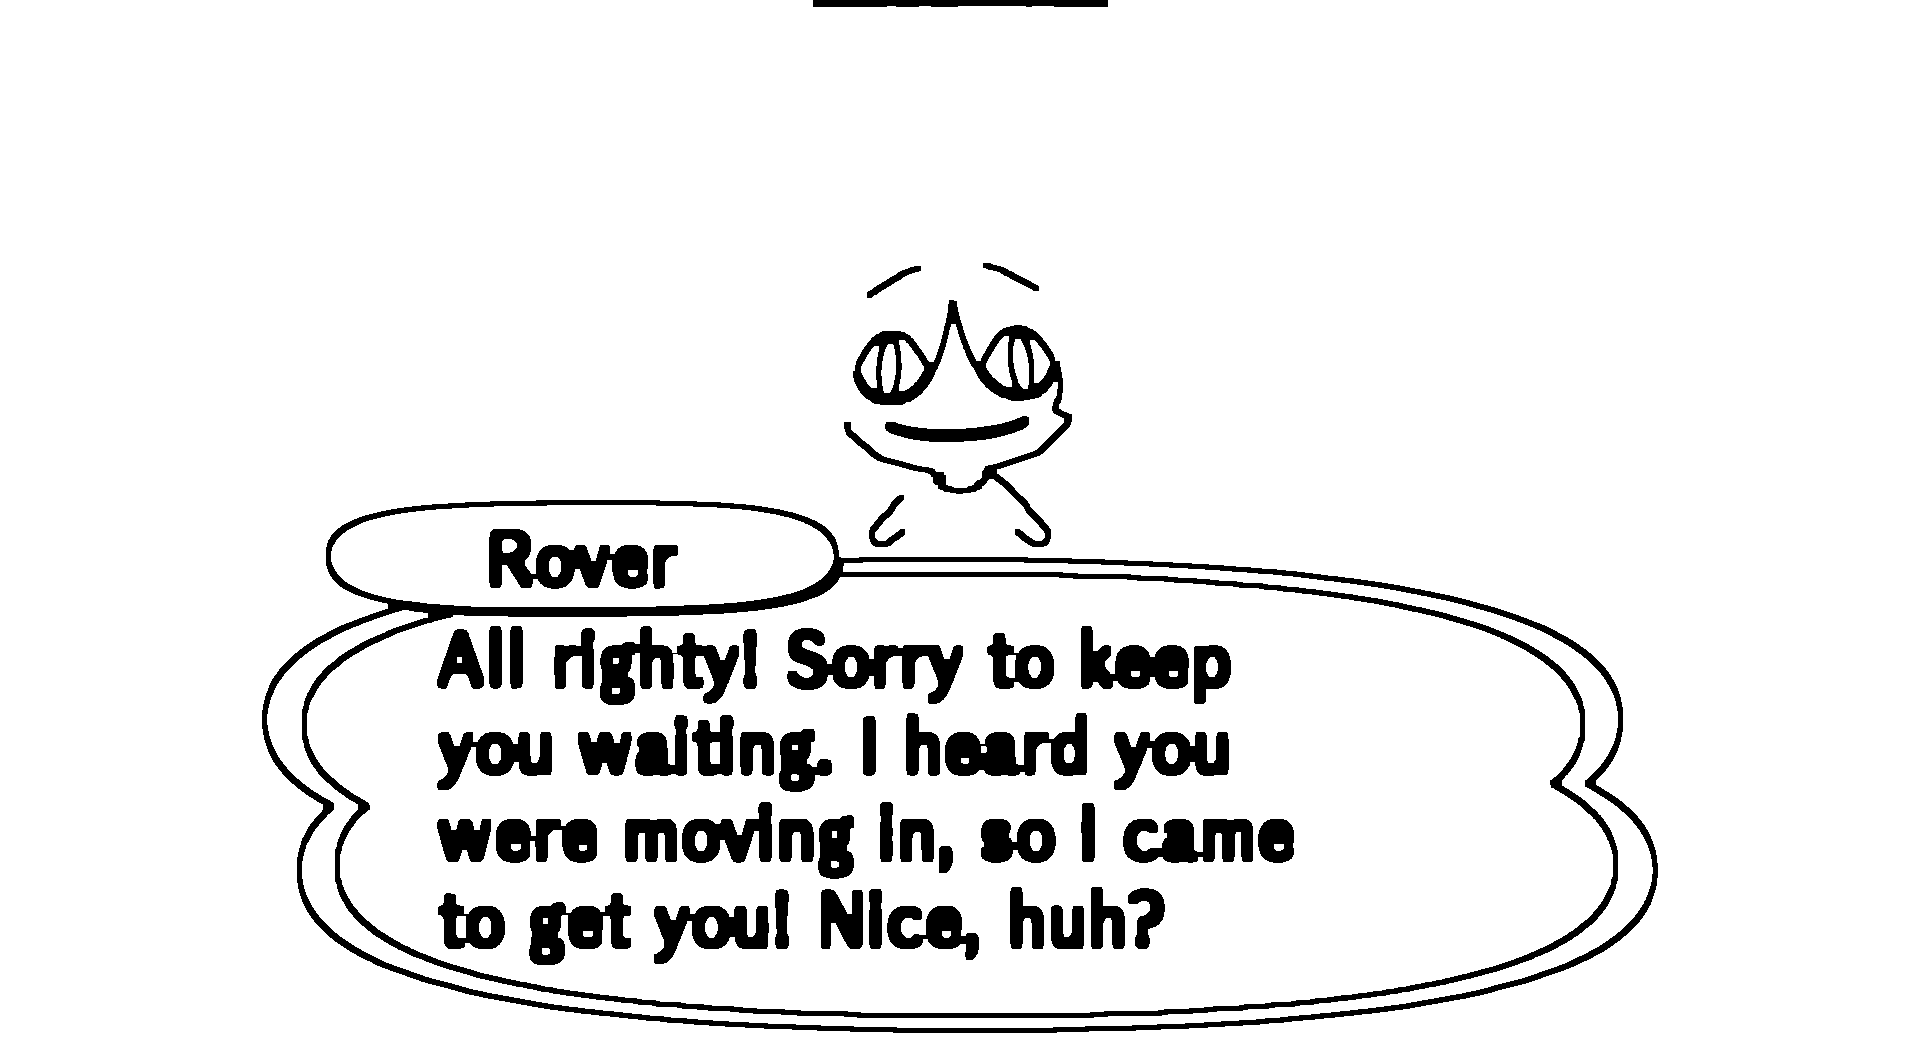 Rover
All righty! Sorry to keep
you waiting. I heard you
were moving in, so I came
to get you! Nice, huh?